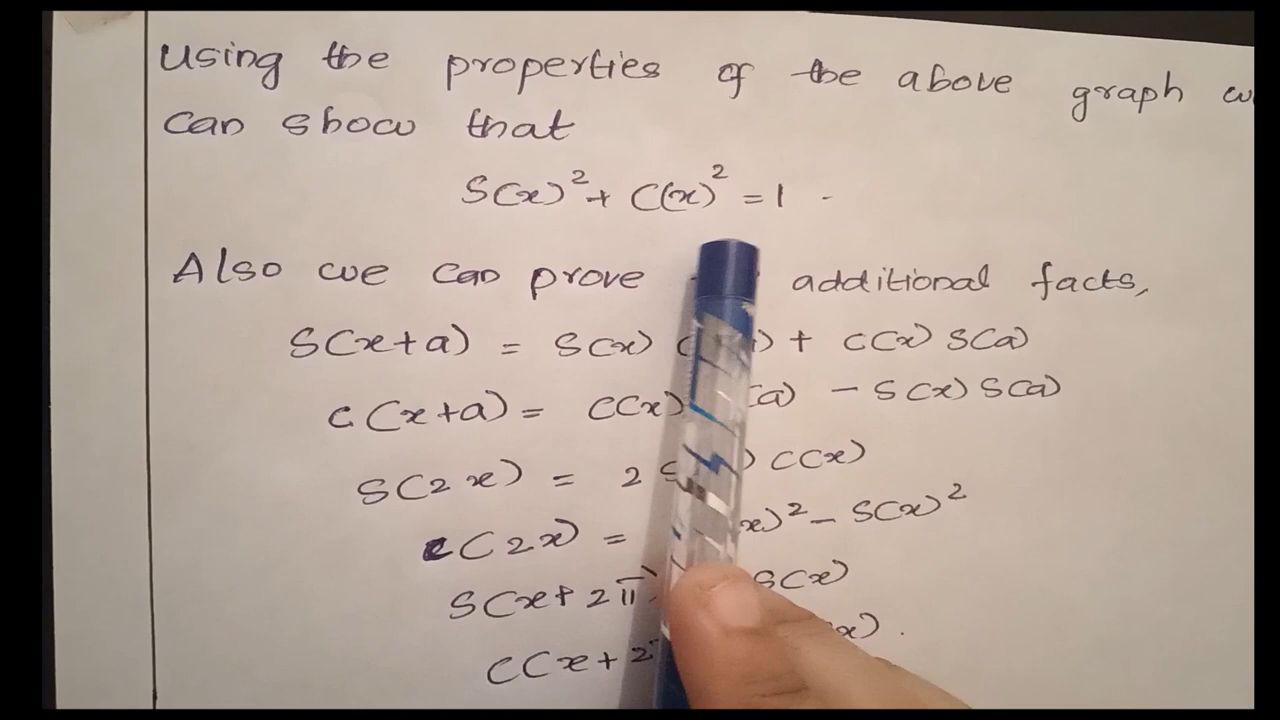 Using the properties of the above graph
can show that
S(x)² + C(x)² = 1
Also we can prove additional facts,
S(x+a) = S(x) + C(x) S(a)
C(x+a) = C(x) (a) - S(x) S(a)
S(2x) = 2 S ) C(x)
C(2x) = x)² - S(x)²
S(x+2π) S(x)
C(x+2 x).